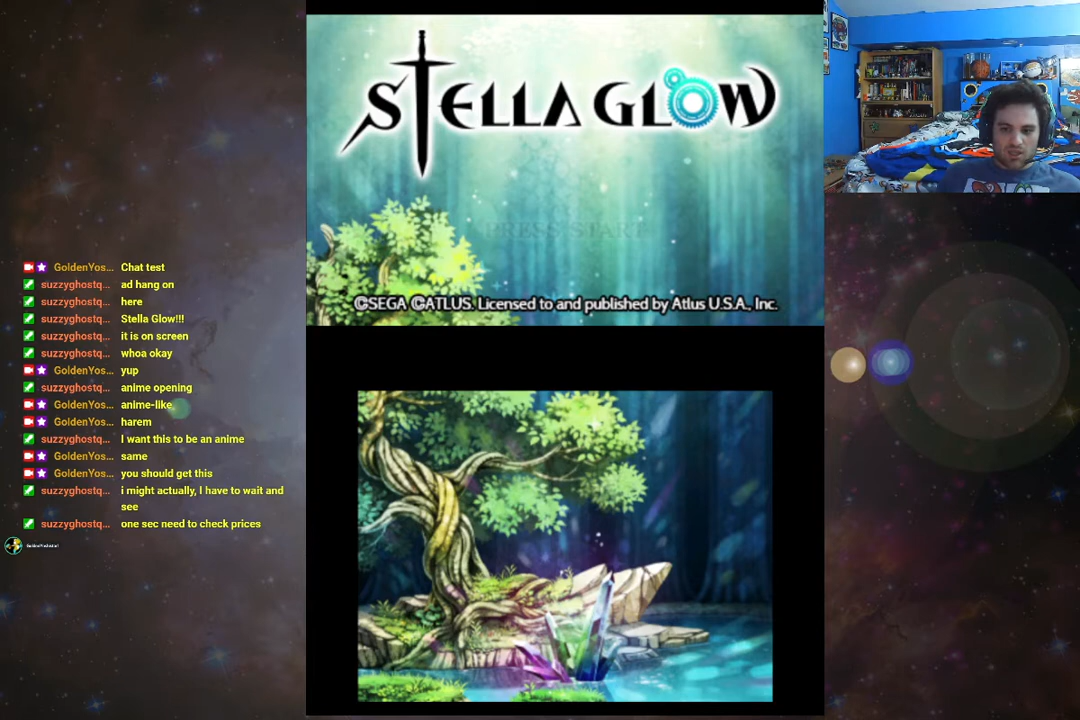 STELLA GLOW
PRESS START
©SEGA ©ATLUS. Licensed to and published by Atlus U.S.A., Inc.
GoldenYos... Chat test
suzzyghostq... ad hang on
suzzyghostq... here
suzzyghostq... Stella Glow!!!
suzzyghostq... it is on screen
suzzyghostq... whoa okay
GoldenYos... yup
suzzyghostq... anime opening
GoldenYos... anime-like
GoldenYos... harem
suzzyghostq... I want this to be an anime
GoldenYos... same
GoldenYos... you should get this
suzzyghostq... i might actually, I have to wait and
see
suzzyghostq... one sec need to check prices